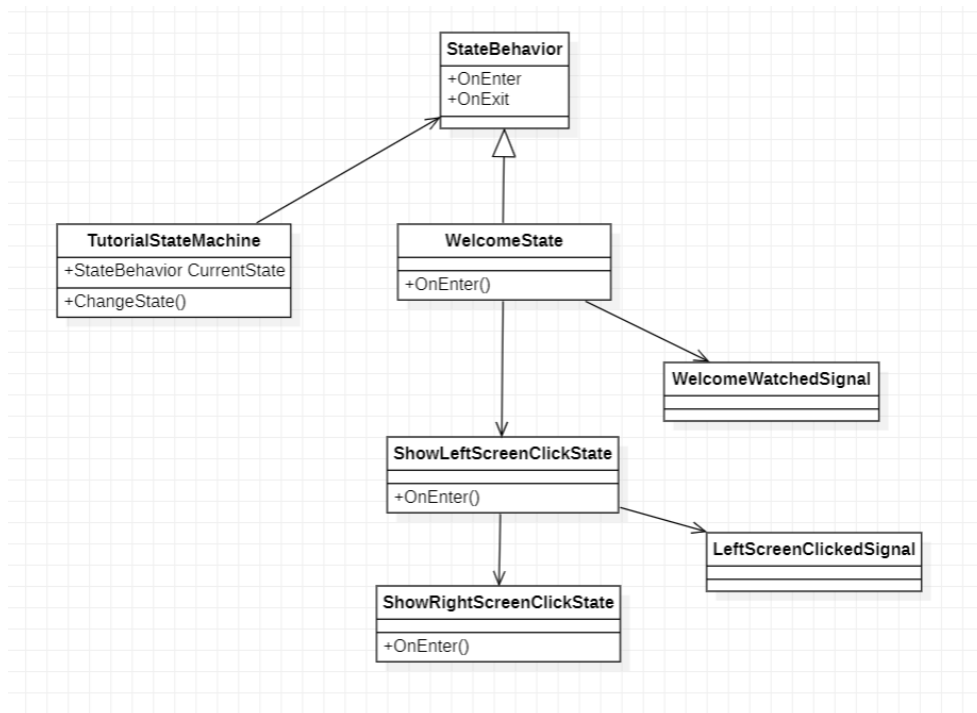 StateBehavior
+OnEnter
+OnExit
TutorialStateMachine
+StateBehavior CurrentState
+ChangeState()
WelcomeState
+OnEnter()
WelcomeWatchedSignal
ShowLeftScreenClickState
+OnEnter()
LeftScreenClickedSignal
ShowRightScreenClickState
+OnEnter()